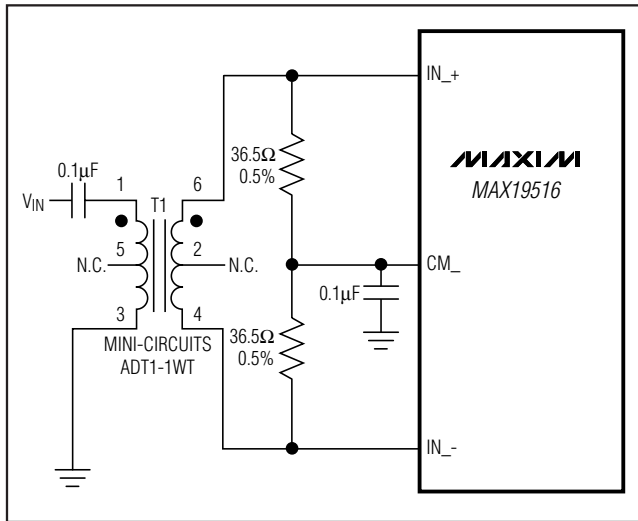 IN_+
36.5Ω
0.5%
MAXIM
MAX19516
0.1μF
1
6
T1
VIN
5
2
N.C.
N.C.
CM_
0.1μF
3
4
36.5Ω
0.5%
MINI-CIRCUITS
ADT1-1WT
IN_-